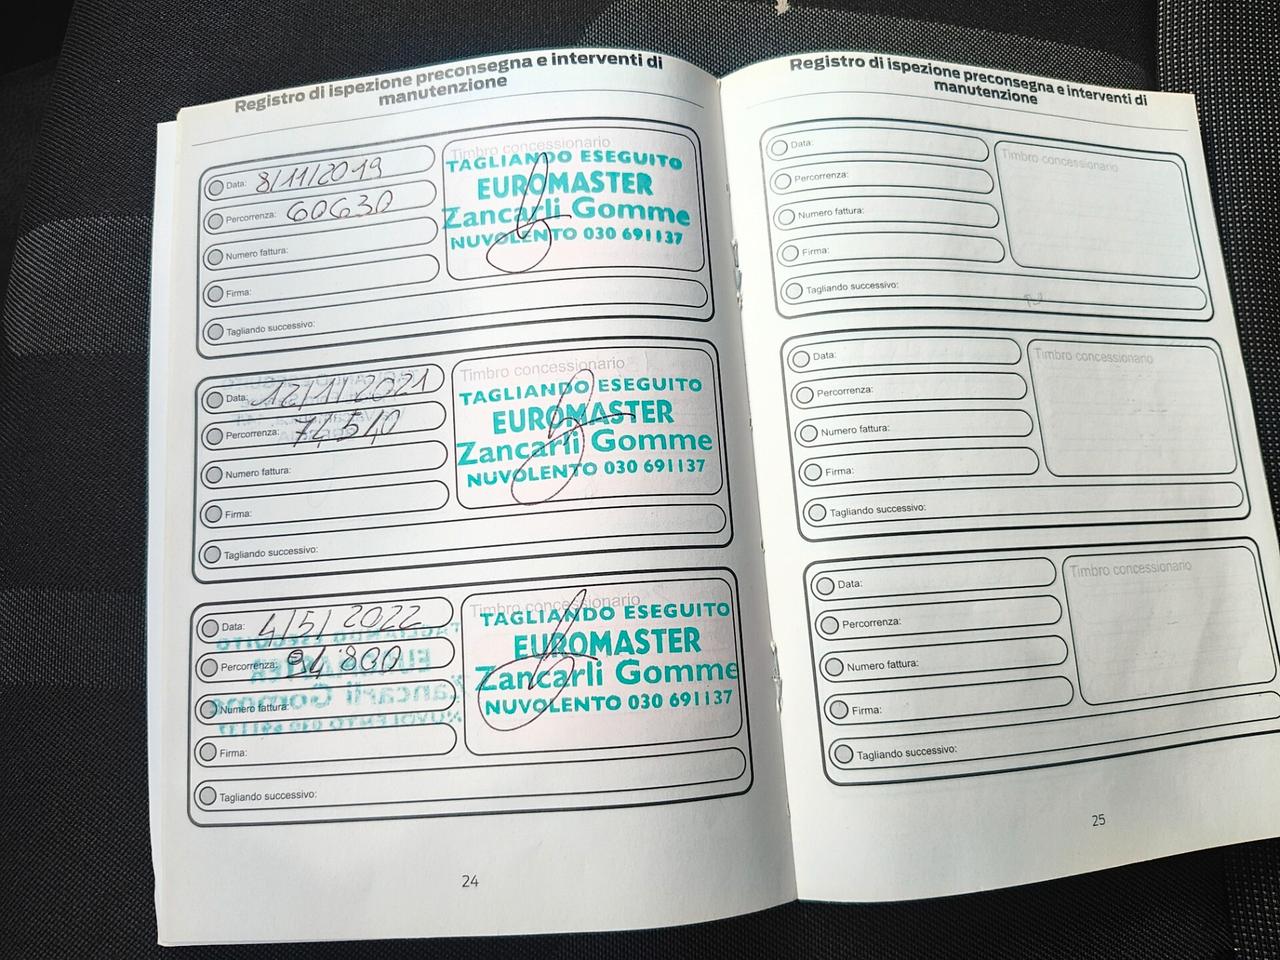 Registro di ispezione preconsegna e interventi di
manutenzione
Data: 8/11/2019
Percorrenza: 60630
Numero fattura:
Firma:
Tagliando successivo:
Timbro concessionario
TAGLIANDO ESEGUITO
EUROMASTER
Zancarli Gomme
NUVOLENTO 030 691137
Data: 12/11/2021
Percorrenza: 74540
Numero fattura:
Firma:
Tagliando successivo:
Timbro concessionario
TAGLIANDO ESEGUITO
EUROMASTER
Zancarli Gomme
NUVOLENTO 030 691137
Data: 4/5/2022
Percorrenza: 94800
Numero fattura:
Firma:
Tagliando successivo:
Timbro concessionario
TAGLIANDO ESEGUITO
EUROMASTER
Zancarli Gomme
NUVOLENTO 030 691137
24
Registro di ispezione preconsegna e interventi di
manutenzione
Data:
Percorrenza:
Numero fattura:
Firma:
Tagliando successivo:
Timbro concessionario
Data:
Percorrenza:
Numero fattura:
Firma:
Tagliando successivo:
Timbro concessionario
Data:
Percorrenza:
Numero fattura:
Firma:
Tagliando successivo:
Timbro concessionario
25